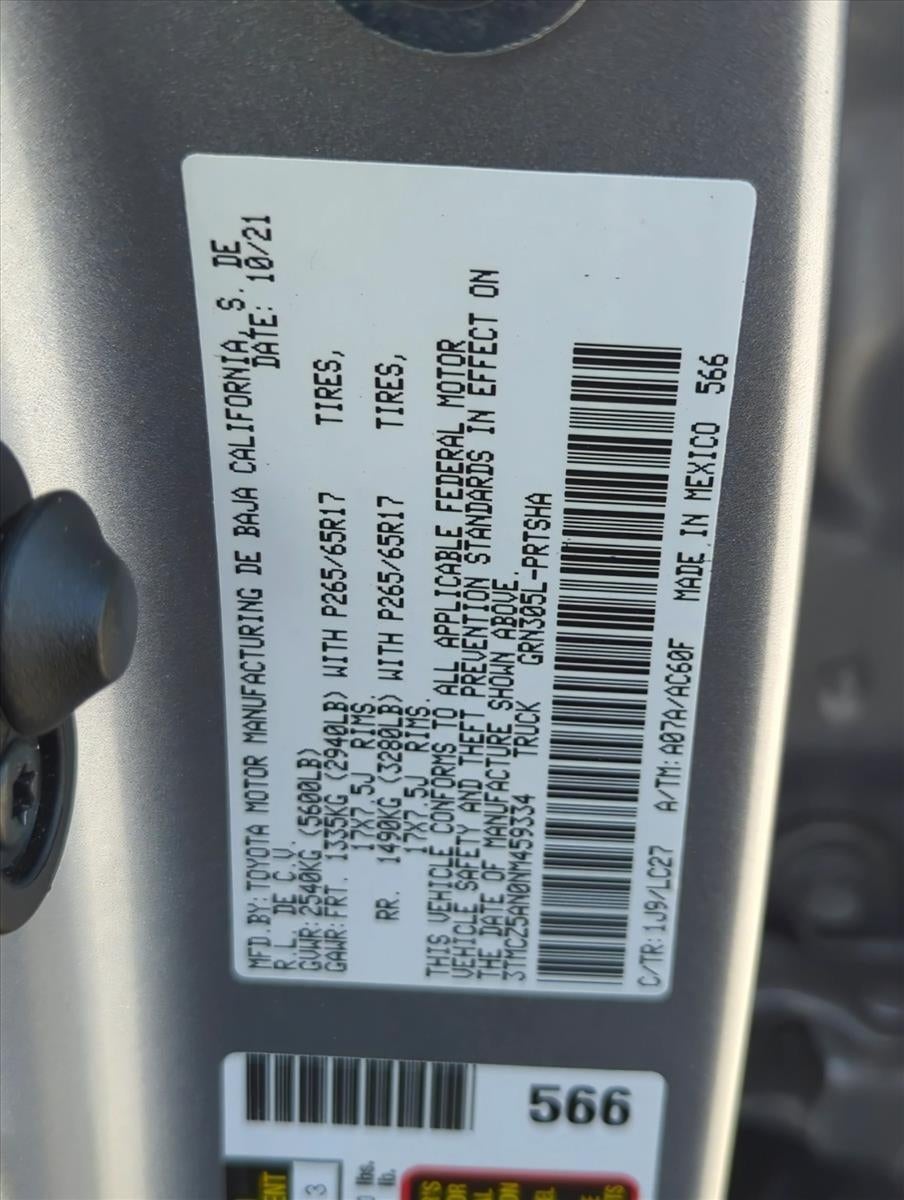 MFD.BY:TOYOTA MOTOR MANUFACTURING DE BAJA CALIFORNIA, S. DE
R.L. DE C.V. DATE: 10/21
GVWR:2540KG (5600LB)
GAWR:FRT. 1335KG (2940LB) WITH P265/65R17 TIRES,
17X7.5J RIMS.
RR. 1490KG (3280LB) WITH P265/65R17 TIRES,
17X7.5J RIMS.
THIS VEHICLE CONFORMS TO ALL APPLICABLE FEDERAL MOTOR
VEHICLE SAFETY AND THEFT PREVENTION STANDARDS IN EFFECT ON
THE DATE OF MANUFACTURE SHOWN ABOVE.
3TMCZ5AN0NM459334 TRUCK GRN305L-PRTSHA
C/TR:1J9/LC27 A/TM:A07A/AC60F MADE IN MEXICO 566
566
3
lbs.
lb.